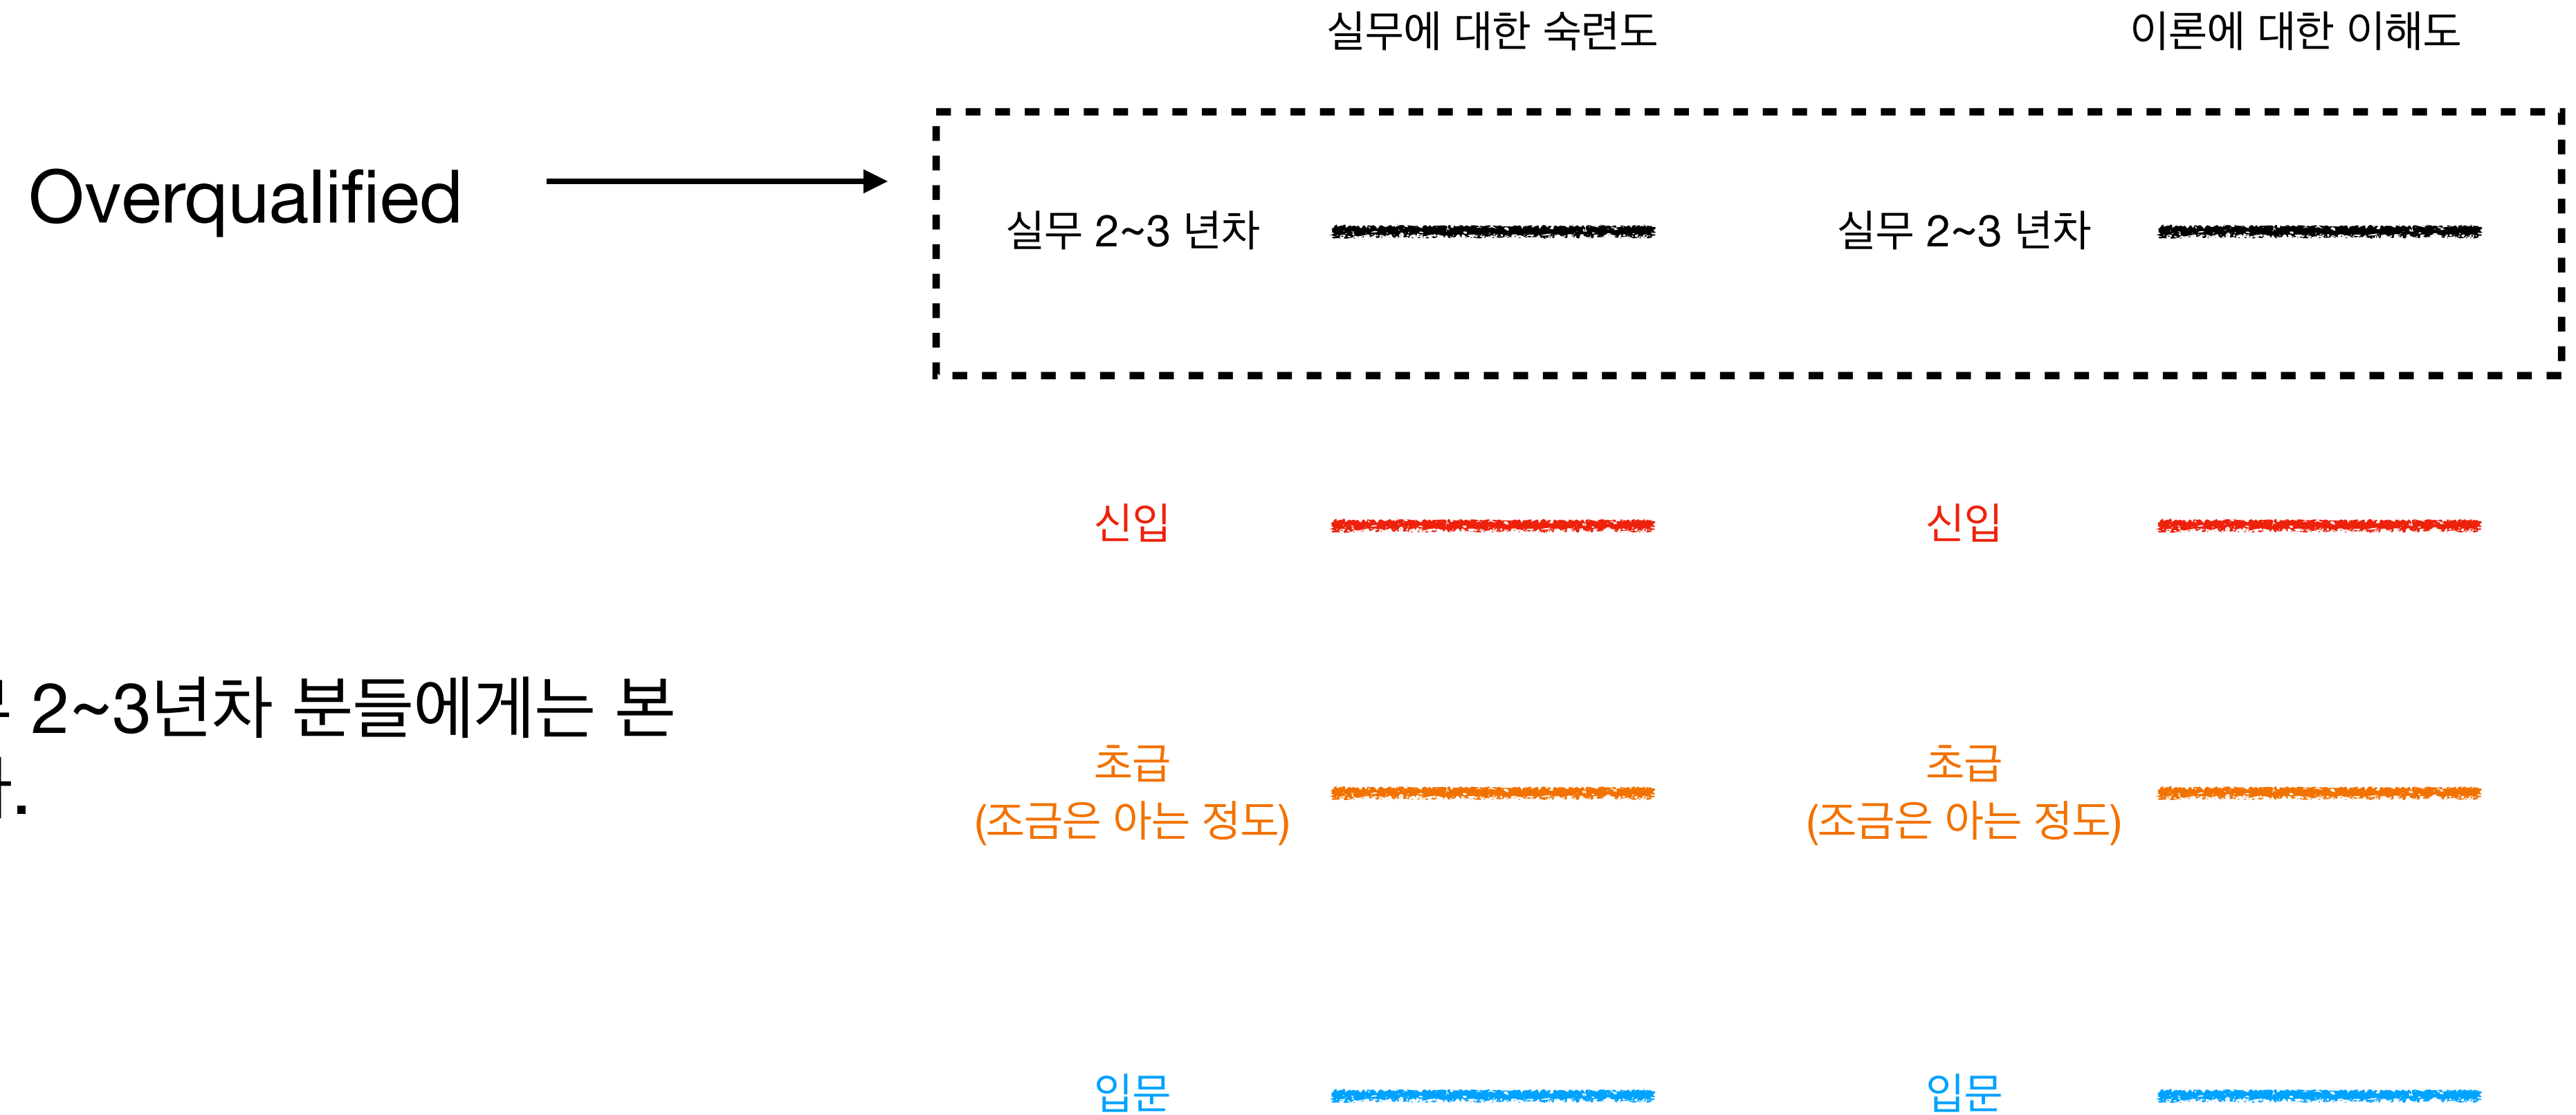 실무에 대한 숙련도 이론에 대한 이해도
Overqualified
실무 2~3 년차 실무 2~3 년차
신입 신입
2~3년차 분들에게는 본
초급 초급
(조금은 아는 정도) (조금은 아는 정도)
입문 입문